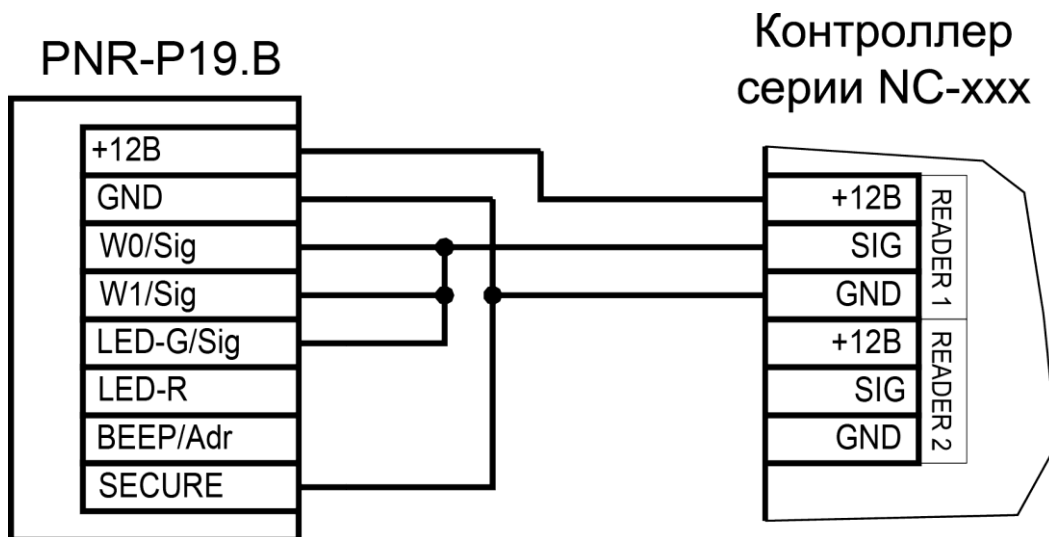 PNR-P19.B
+12В
GND
W0/Sig
W1/Sig
LED-G/Sig
LED-R
BEEP/Adr
SECURE
Контроллер
серии NC-xxx
+12В
SIG
GND
READER 1
+12В
SIG
GND
READER 2